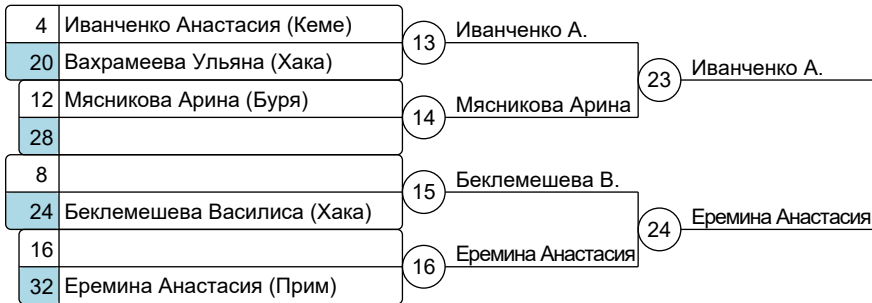 4 Иванченко Анастасия (Кеме)
13 Иванченко А.
20 Вахрамеева Ульяна (Хака)
23 Иванченко А.
12 Мясникова Арина (Буря)
14 Мясникова Арина
28
8
15 Беклемешева В.
24 Беклемешева Василиса (Хака)
24 Еремина Анастасия
16
16 Еремина Анастасия
32 Еремина Анастасия (Прим)